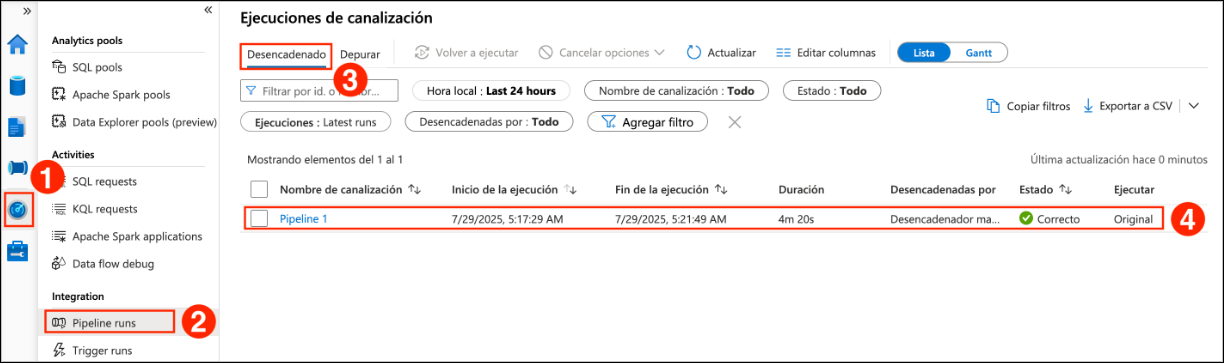 »
«
Analytics pools
SQL pools
Apache Spark pools
Data Explorer pools (preview)
Activities
SQL requests
KQL requests
Apache Spark applications
Data flow debug
Integration
Pipeline runs
Trigger runs
1
2
Ejecuciones de canalización
Desencadenado Depurar Volver a ejecutar Cancelar opciones Actualizar Editar columnas Lista Gantt
3
Filtrar por id. o Hora local : Last 24 hours Nombre de canalización : Todo Estado : Todo
Copiar filtros Exportar a CSV
Ejecuciones : Latest runs Desencadenadas por : Todo Agregar filtro
Mostrando elementos del 1 al 1 Última actualización hace 0 minutos
Nombre de canalización Inicio de la ejecución Fin de la ejecución Duración Desencadenadas por Estado Ejecutar
Pipeline 1 7/29/2025, 5:17:29 AM 7/29/2025, 5:21:49 AM 4m 20s Desencadenador ma... Correcto Original
4